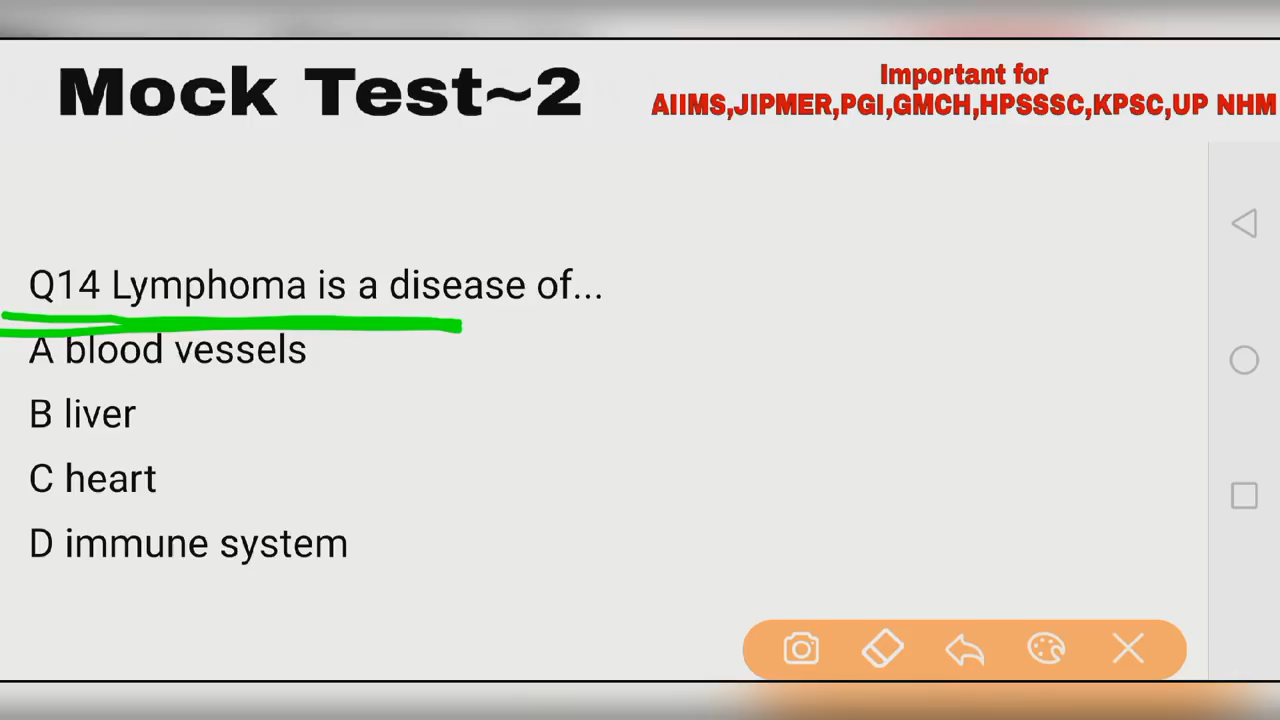 Mock Test~2
Important for
AIIMS,JIPMER,PGI,GMCH,HPSSSC,KPSC,UP NHM
Q14 Lymphoma is a disease of...
A blood vessels
B liver
C heart
D immune system